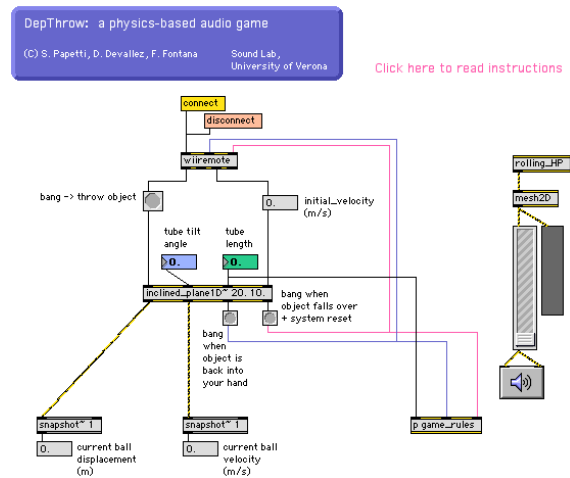 DepThrow: a physics-based audio game
(C) S. Papetti, D. Devallez, F. Fontana
Sound Lab,
University of Verona
Click here to read instructions
connect
disconnect
wiiremote
rolling_HP
mesh2D
bang -> throw object
0.
initial_velocity
(m/s)
tube tilt
angle
tube
length
0.
0.
inclined_plane1D~ 20. 10.
bang when
object falls over
+ system reset
bang
when
object is
back into
your hand
snapshot~ 1
snapshot~ 1
p game_rules
0.
current ball
displacement
(m)
0.
current ball
velocity
(m/s)